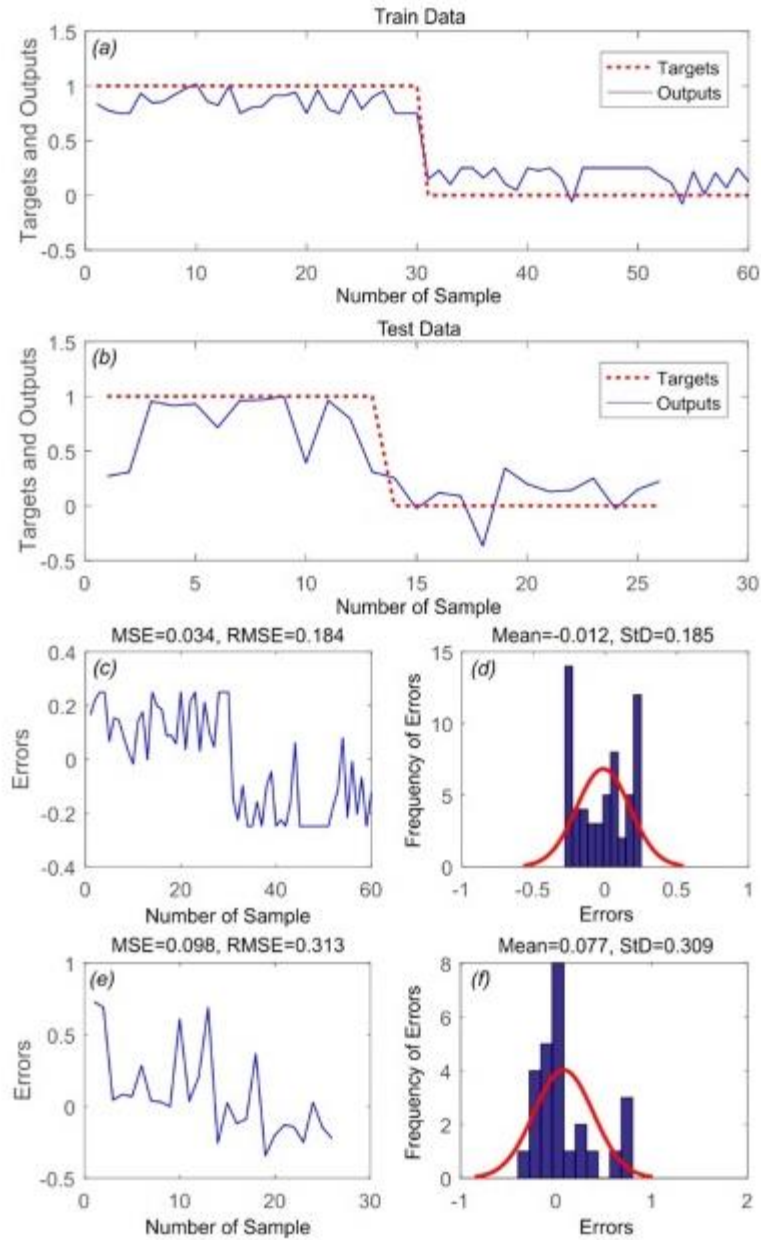 Train Data
(a)
Targets
Outputs
Targets and Outputs
1.5
1
0.5
0
-0.5
0 10 20 30 40 50 60
Number of Sample
Test Data
(b)
Targets
Outputs
Targets and Outputs
1.5
1
0.5
0
-0.5
0 5 10 15 20 25 30
Number of Sample
MSE=0.034, RMSE=0.184
(c)
Errors
0.4
0.2
0
-0.2
-0.4
0 20 40 60
Number of Sample
Mean=-0.012, StD=0.185
(d)
Frequency of Errors
15
10
5
0
-1 -0.5 0 0.5 1
Errors
MSE=0.098, RMSE=0.313
(e)
Errors
1
0.5
0
-0.5
0 10 20 30
Number of Sample
Mean=0.077, StD=0.309
(f)
Frequency of Errors
8
6
4
2
0
-1 0 1 2
Errors